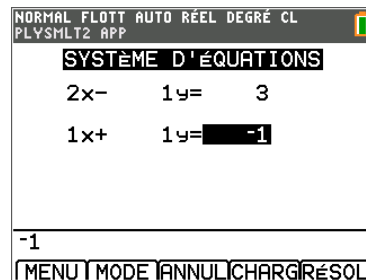 NORMAL FLOTT AUTO RÉEL DEGRÉ CL
PLYSMLT2 APP
SYSTÈME D'ÉQUATIONS
2x- 1y= 3
1x+ 1y= -1
-1
MENU MODE ANNUL CHARG RÉSOL